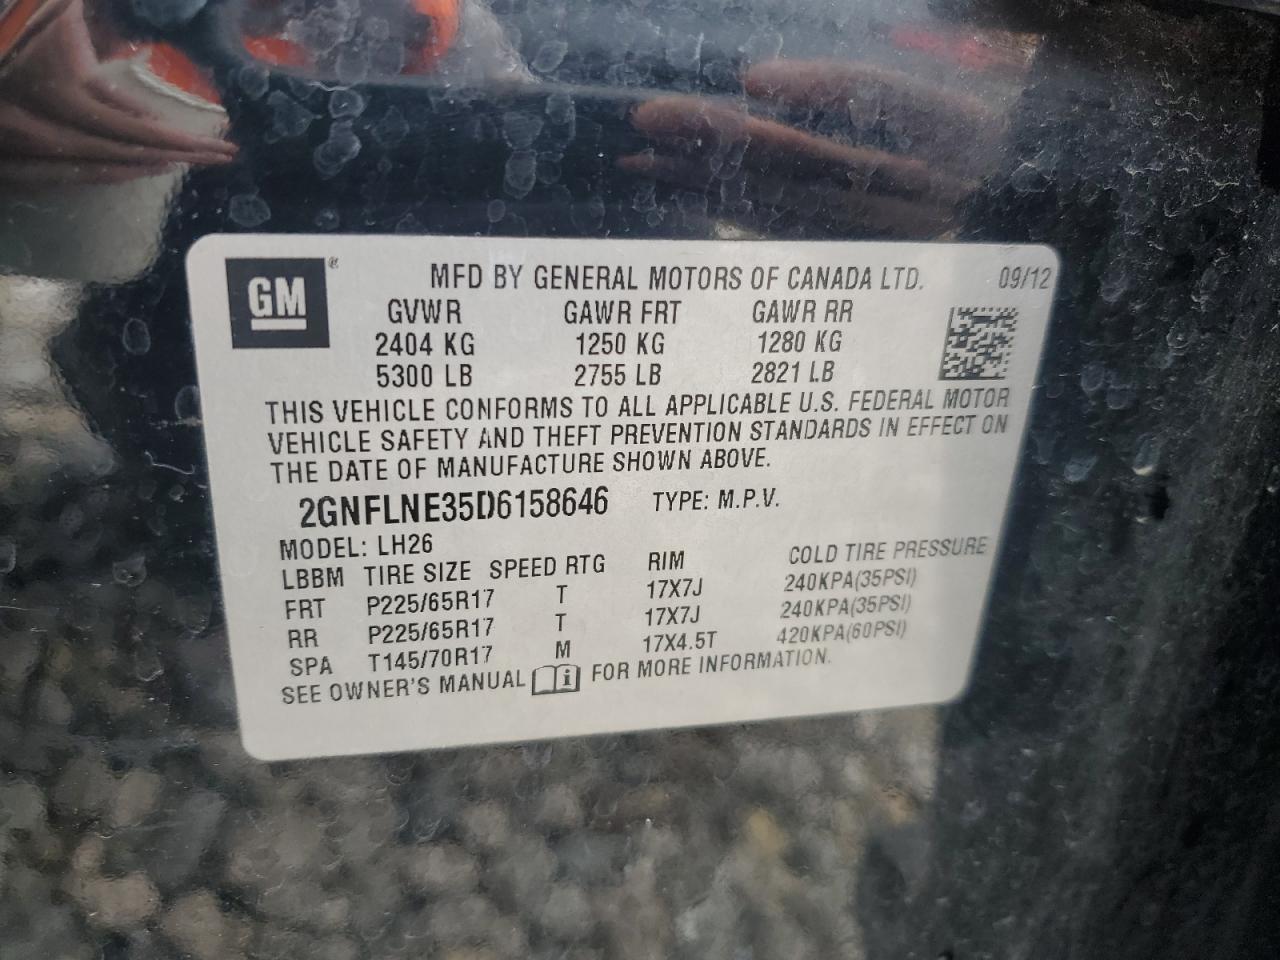 GM ®
MFD BY GENERAL MOTORS OF CANADA LTD. 09/12
GVWR GAWR FRT GAWR RR
2404 KG 1250 KG 1280 KG
5300 LB 2755 LB 2821 LB
THIS VEHICLE CONFORMS TO ALL APPLICABLE U.S. FEDERAL MOTOR
VEHICLE SAFETY AND THEFT PREVENTION STANDARDS IN EFFECT ON
THE DATE OF MANUFACTURE SHOWN ABOVE.
2GNFLNE35D6158646 TYPE: M.P.V.
MODEL: LH26
LBBM TIRE SIZE SPEED RTG RIM COLD TIRE PRESSURE
FRT P225/65R17 T 17X7J 240KPA(35PSI)
RR P225/65R17 T 17X7J 240KPA(35PSI)
SPA T145/70R17 M 17X4.5T 420KPA(60PSI)
SEE OWNER'S MANUAL i FOR MORE INFORMATION.